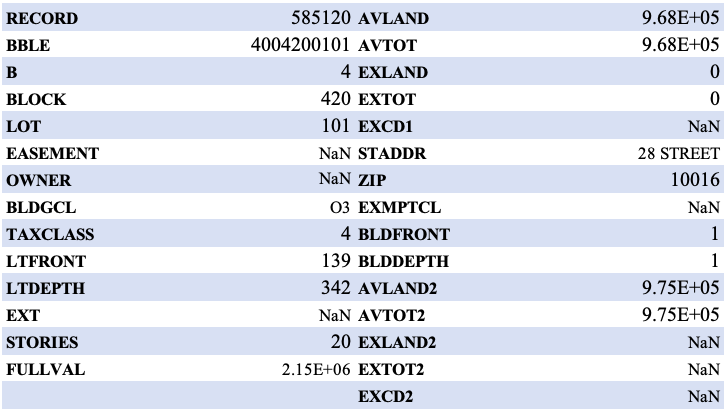 RECORD 585120 AVLAND 9.68E+05
BBLE 4004200101 AVTOT 9.68E+05
B 4 EXLAND 0
BLOCK 420 EXTOT 0
LOT 101 EXCD1 NaN
EASEMENT NaN STADDR 28 STREET
OWNER NaN ZIP 10016
BLDGCL O3 EXMPTCL NaN
TAXCLASS 4 BLDFRONT 1
LTFRONT 139 BLDDEPTH 1
LTDEPTH 342 AVLAND2 9.75E+05
EXT NaN AVTOT2 9.75E+05
STORIES 20 EXLAND2 NaN
FULLVAL 2.15E+06 EXTOT2 NaN
EXCD2 NaN